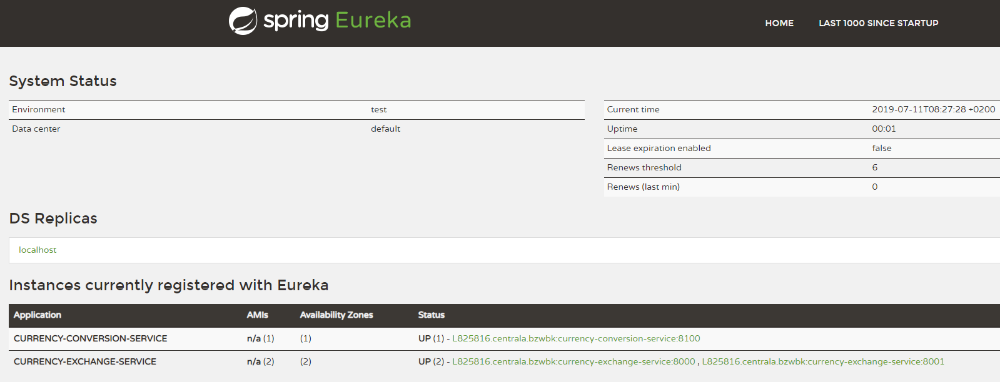 spring Eureka
HOME LAST 1000 SINCE STARTUP
System Status
Environment test
Data center default
Current time 2019-07-11T08:27:28 +0200
Uptime 00:01
Lease expiration enabled false
Renews threshold 6
Renews (last min) 0
DS Replicas
localhost
Instances currently registered with Eureka
Application AMIs Availability Zones Status
CURRENCY-CONVERSION-SERVICE n/a (1) (1) UP (1) - L825816.centrala.bzwbk:currency-conversion-service:8100
CURRENCY-EXCHANGE-SERVICE n/a (2) (2) UP (2) - L825816.centrala.bzwbk:currency-exchange-service:8000 , L825816.centrala.bzwbk:currency-exchange-service:8001